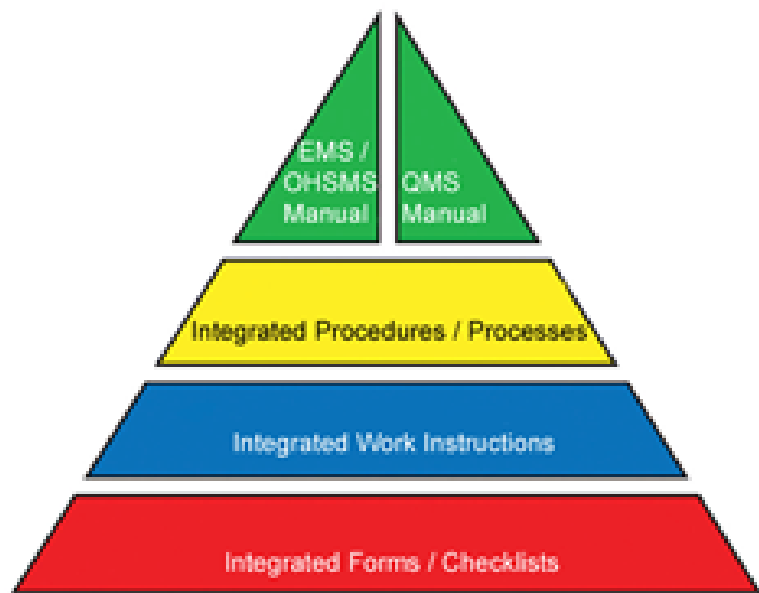 EMS /
OHSMS
Manual
QMS
Manual
Integrated Procedures / Processes
Integrated Work Instructions
Integrated Forms / Checklists